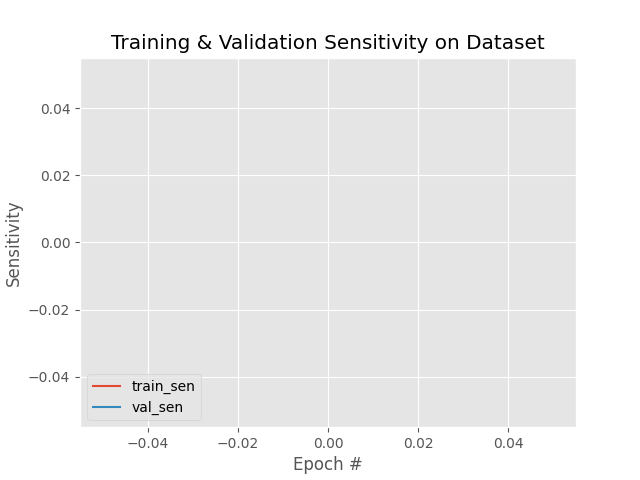 Training & Validation Sensitivity on Dataset
Sensitivity
0.04
0.02
0.00
−0.02
−0.04
train_sen
val_sen
−0.04 −0.02 0.00 0.02 0.04
Epoch #